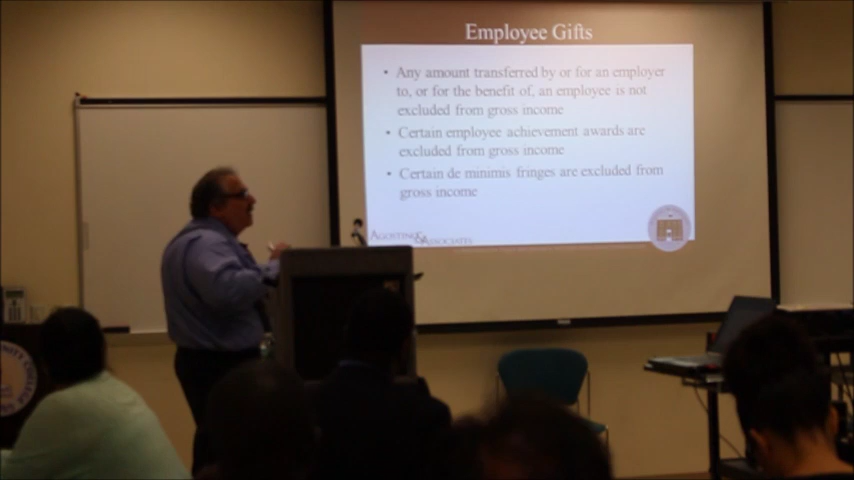 Employee Gifts
• Any amount transferred by or for an employer
to, or for the benefit of, an employee is not
excluded from gross income
• Certain employee achievement awards are
excluded from gross income
• Certain de minimis fringes are excluded from
gross income
AGOSTINO & ASSOCIATES